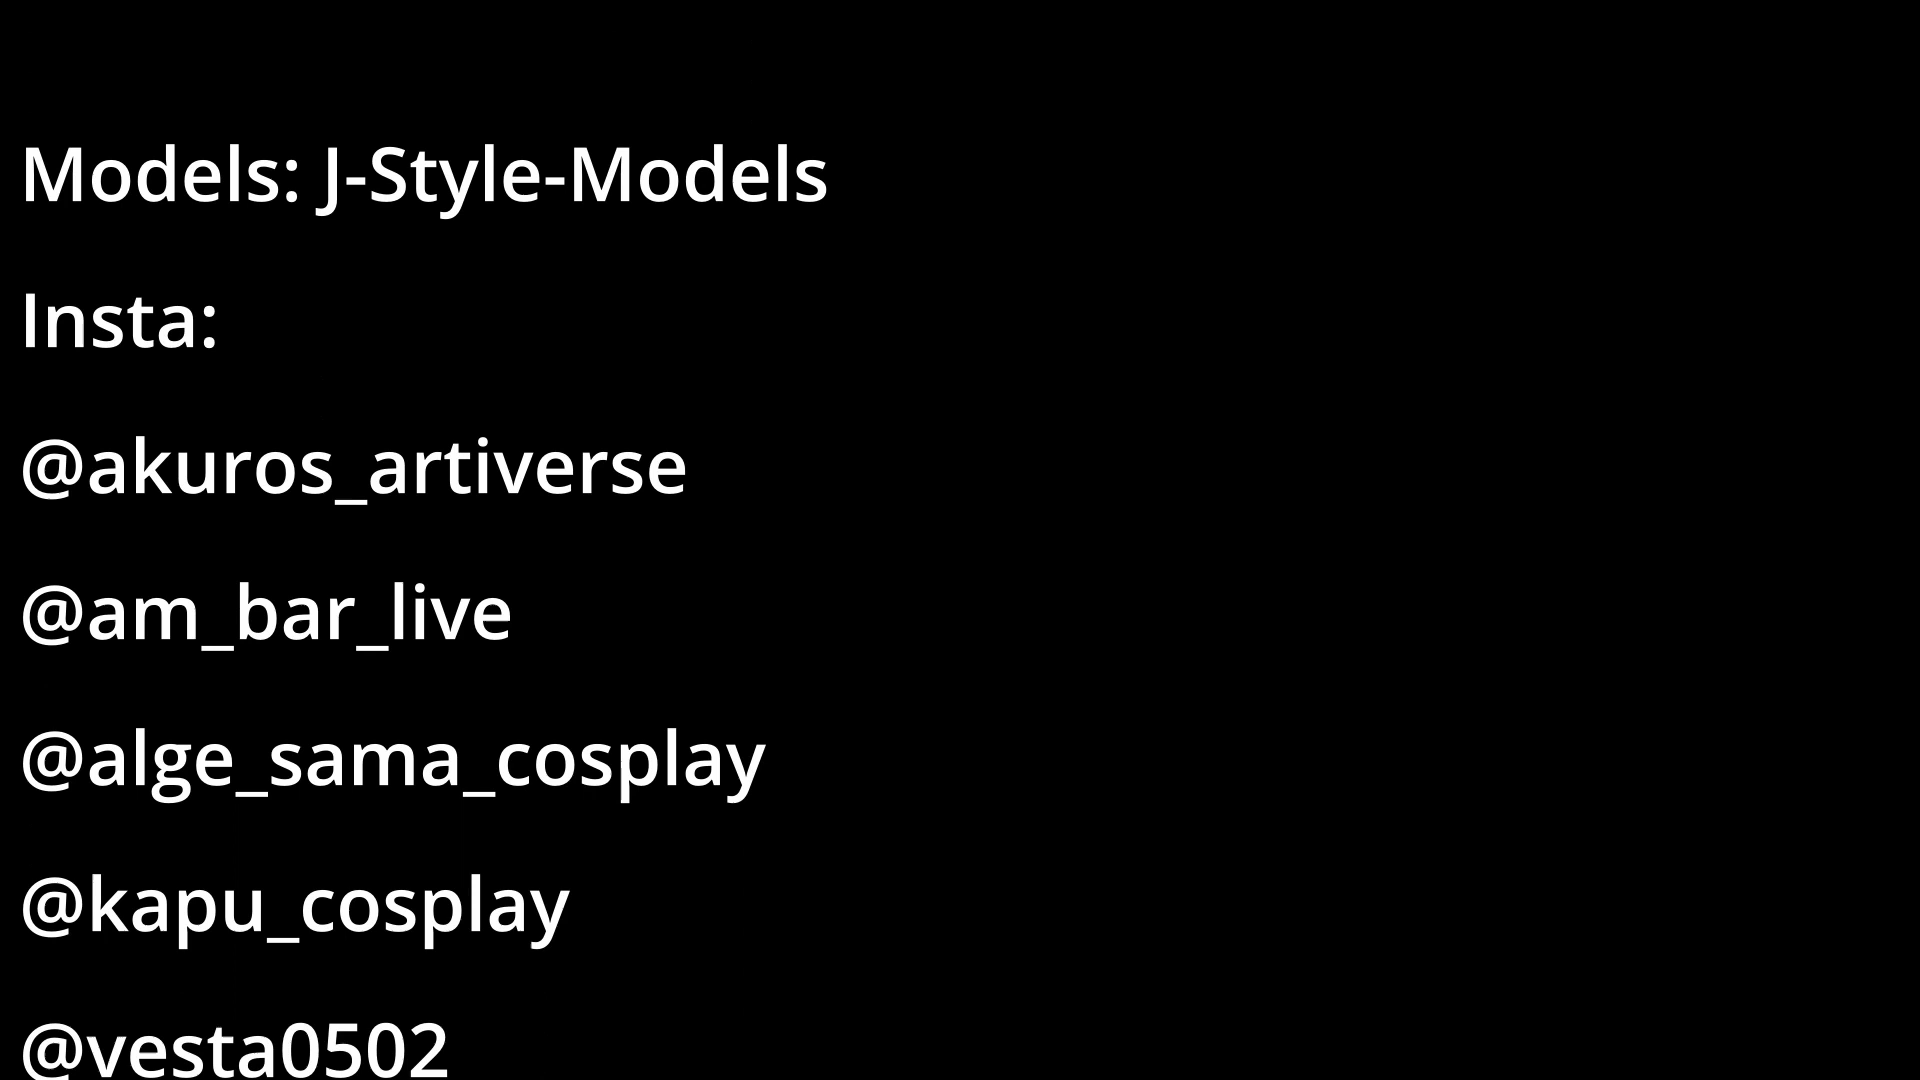 Models: J-Style-Models
Insta:
@akuros_artiverse
@am_bar_live
@alge_sama_cosplay
@kapu_cosplay
@vesta0502